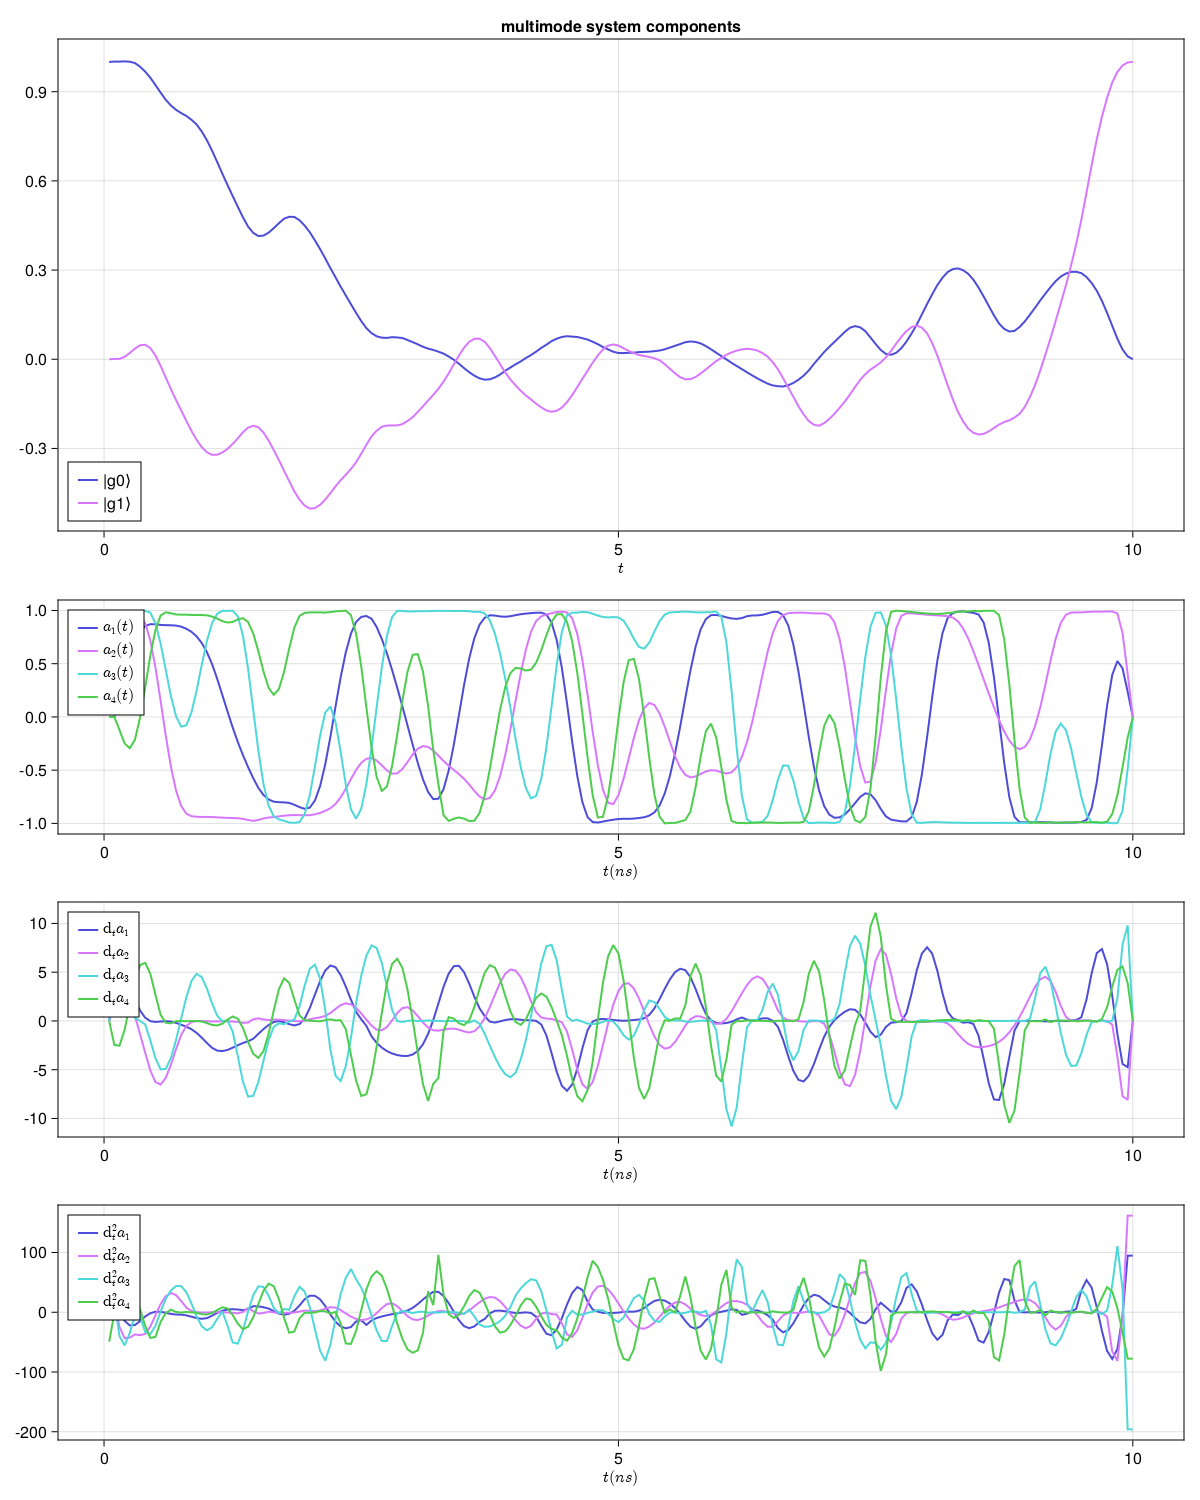 multimode system components
0.9
0.6
0.3
0.0
-0.3
|g0⟩
|g1⟩
0 5 10
t
1.0
0.5
0.0
-0.5
-1.0
a₁(t)
a₂(t)
a₃(t)
a₄(t)
0 5 10
t(ns)
10
5
0
-5
-10
dₜa₁
dₜa₂
dₜa₃
dₜa₄
0 5 10
t(ns)
100
0
-100
-200
d²ₜa₁
d²ₜa₂
d²ₜa₃
d²ₜa₄
0 5 10
t(ns)